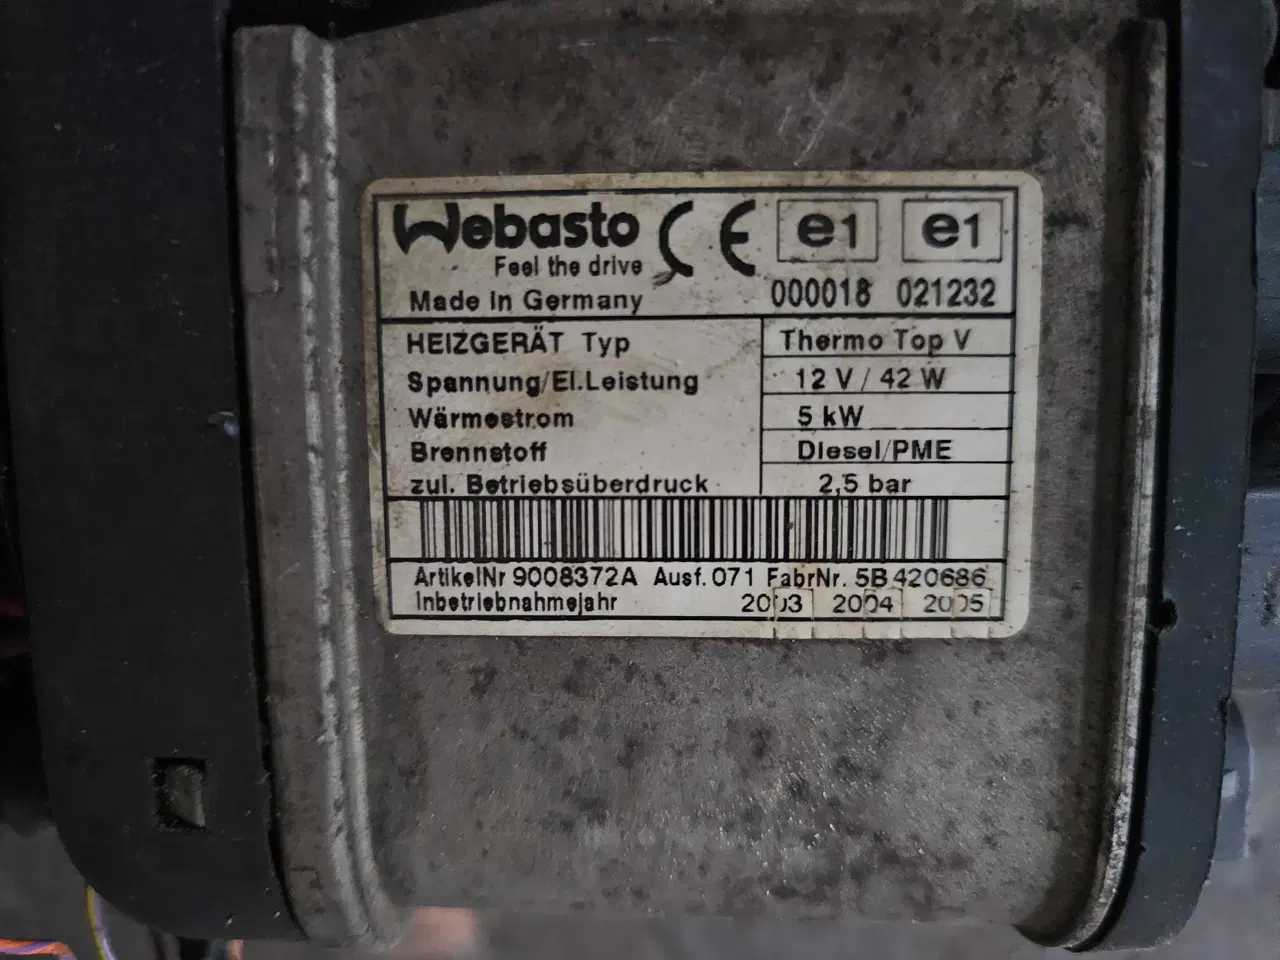 Webasto CE e1 e1
Feel the drive
Made in Germany 000018 021232
HEIZGERÄT Typ Thermo Top V
Spannung/El.Leistung 12 V / 42 W
Wärmestrom 5 kW
Brennstoff Diesel/PME
zul. Betriebsüberdruck 2,5 bar
ArtikelNr 9008372A Ausf. 071 FabrNr. 5B 420686
Inbetriebnahmejahr 2003 2004 2005